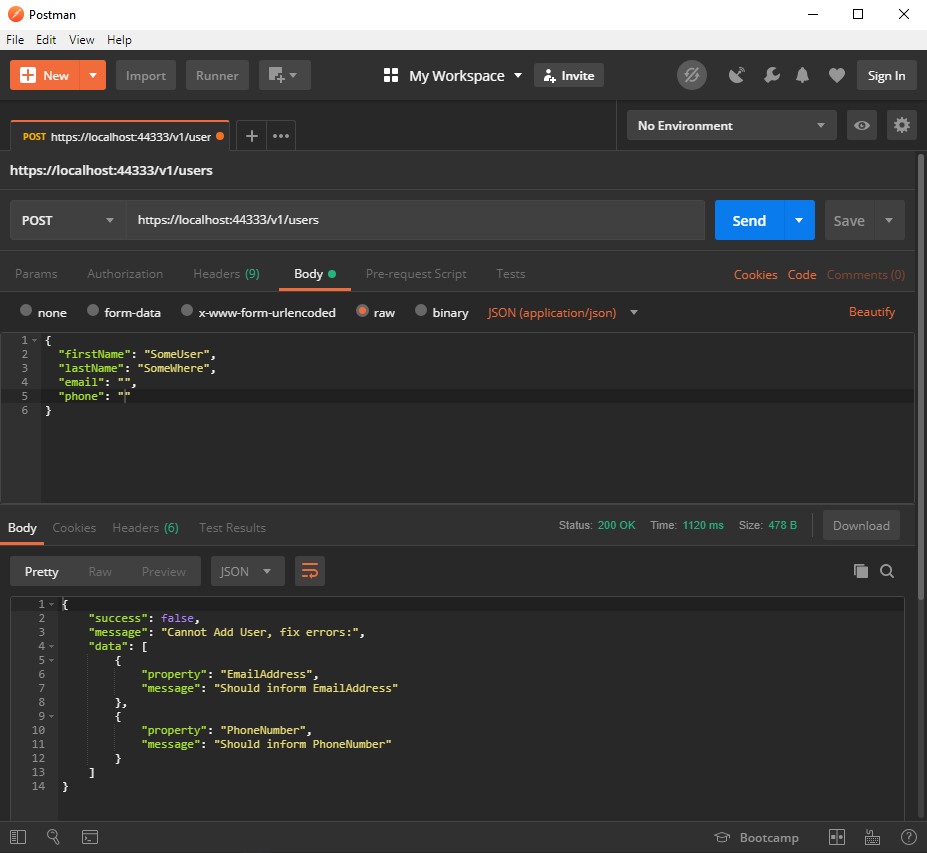 Postman
File Edit View Help
New Import Runner My Workspace Invite Sign In
POST https://localhost:44333/v1/user + ••• No Environment
https://localhost:44333/v1/users
POST https://localhost:44333/v1/users Send Save
Params Authorization Headers (9) Body Pre-request Script Tests Cookies Code Comments (0)
none form-data x-www-form-urlencoded raw binary JSON (application/json) Beautify
1 {
2 "firstName": "SomeUser",
3 "lastName": "SomeWhere",
4 "email": "",
5 "phone": ""
6 }
Body Cookies Headers (6) Test Results Status: 200 OK Time: 1120 ms Size: 478 B Download
Pretty Raw Preview JSON
1 {
2 "success": false,
3 "message": "Cannot Add User, fix errors:",
4 "data": [
5 {
6 "property": "EmailAddress",
7 "message": "Should inform EmailAddress"
8 },
9 {
10 "property": "PhoneNumber",
11 "message": "Should inform PhoneNumber"
12 }
13 ]
14 }
Bootcamp ?